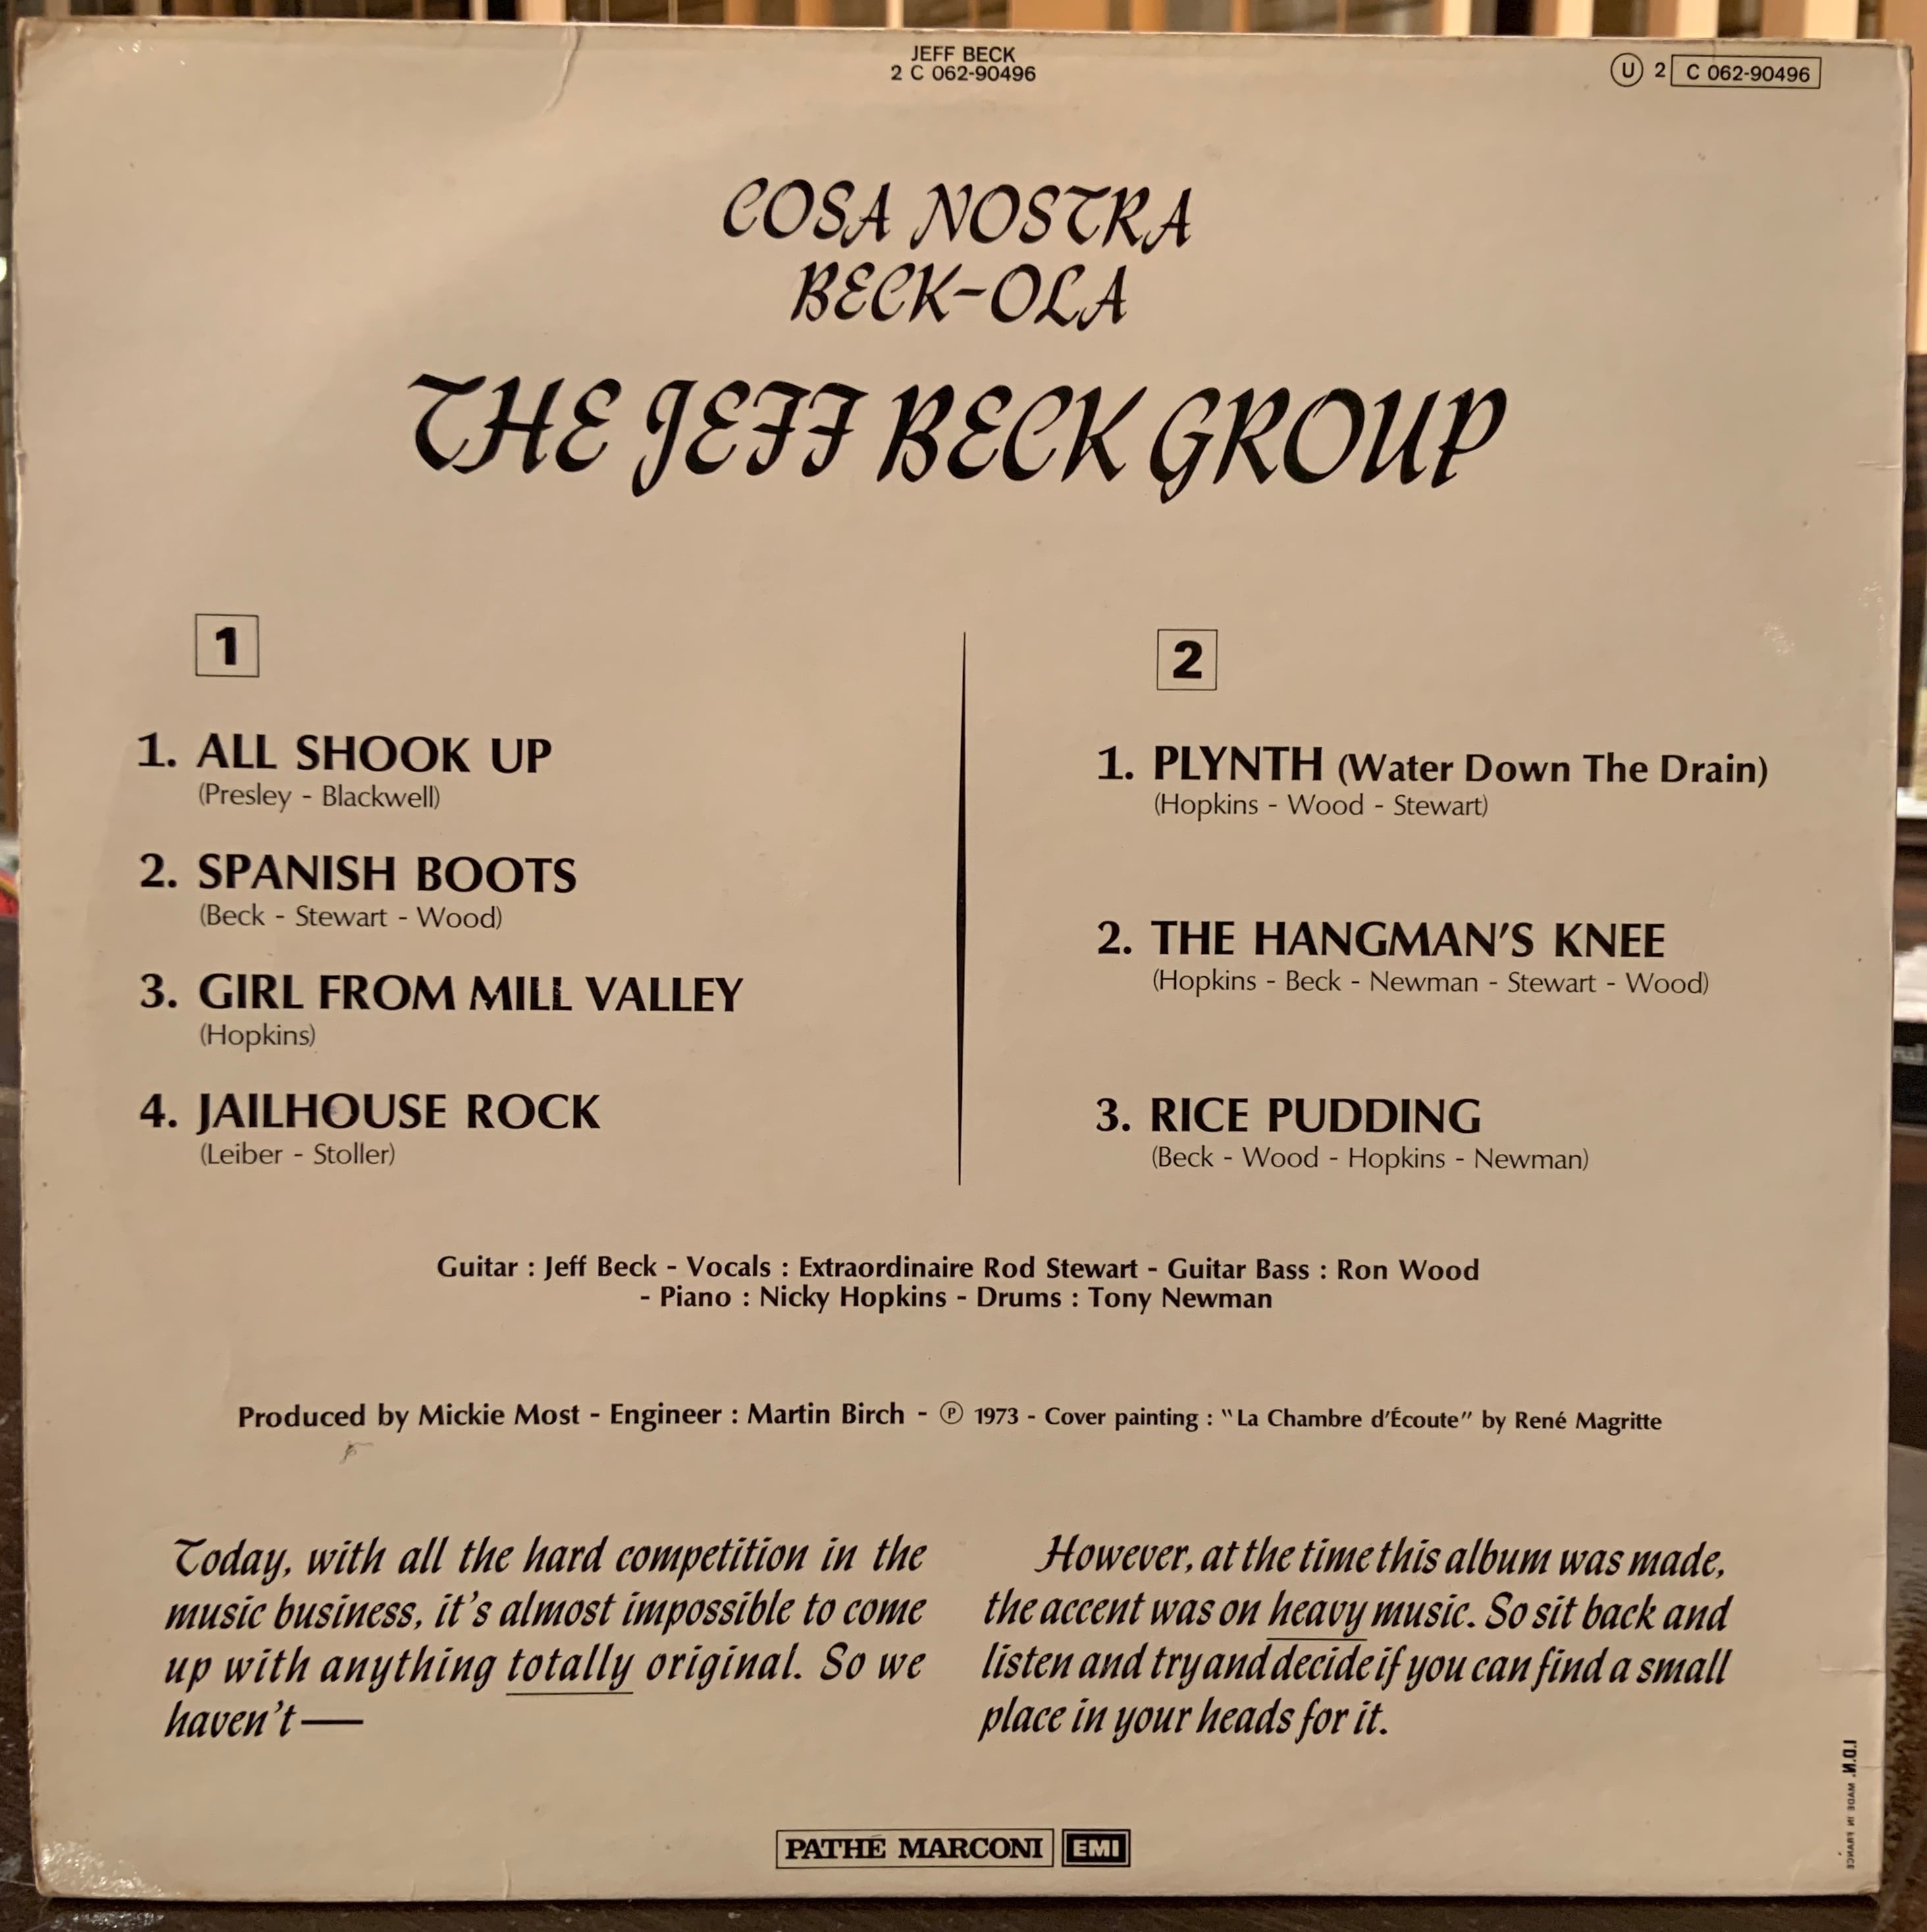 JEFF BECK
2 C 062-90496
U 2 C 062-90496
COSA NOSTRA
BECK-OLA
THE JEFF BECK GROUP
1
1. ALL SHOOK UP
(Presley - Blackwell)
2. SPANISH BOOTS
(Beck - Stewart - Wood)
3. GIRL FROM MILL VALLEY
(Hopkins)
4. JAILHOUSE ROCK
(Leiber - Stoller)
2
1. PLYNTH (Water Down The Drain)
(Hopkins - Wood - Stewart)
2. THE HANGMAN'S KNEE
(Hopkins - Beck - Newman - Stewart - Wood)
3. RICE PUDDING
(Beck - Wood - Hopkins - Newman)
Guitar : Jeff Beck - Vocals : Extraordinaire Rod Stewart - Guitar Bass : Ron Wood
- Piano : Nicky Hopkins - Drums : Tony Newman
Produced by Mickie Most - Engineer : Martin Birch - ℗ 1973 - Cover painting : "La Chambre d'Écoute" by René Magritte
Today, with all the hard competition in the
music business, it's almost impossible to come
up with anything totally original. So we
haven't —
However, at the time this album was made,
the accent was on heavy music. So sit back and
listen and try and decide if you can find a small
place in your heads for it.
I.D.N. MADE IN FRANCE
PATHÉ MARCONI EMI